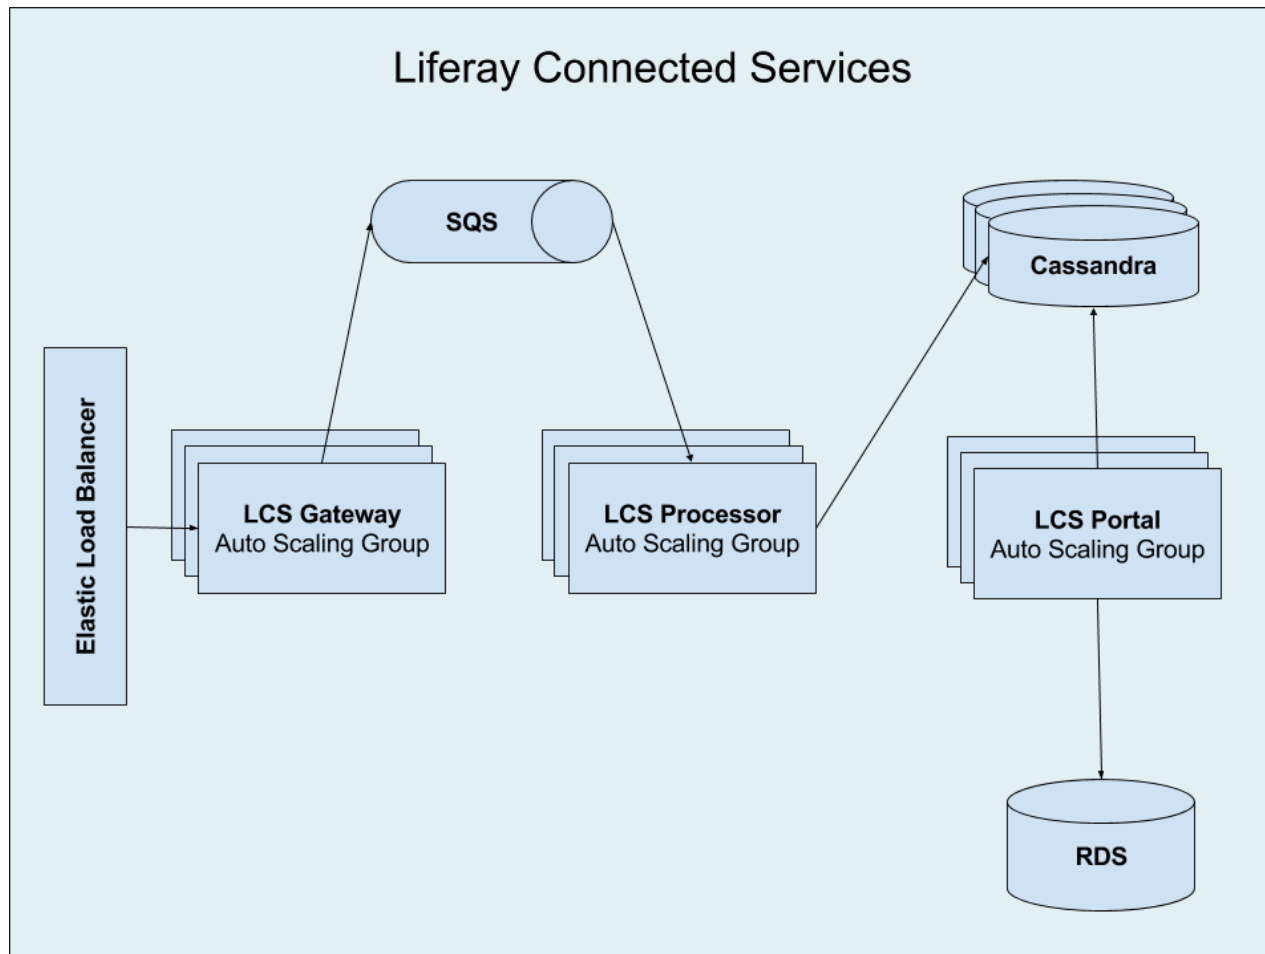 Liferay Connected Services
SQS
Cassandra
Elastic Load Balancer
LCS Gateway
Auto Scaling Group
LCS Processor
Auto Scaling Group
LCS Portal
Auto Scaling Group
RDS